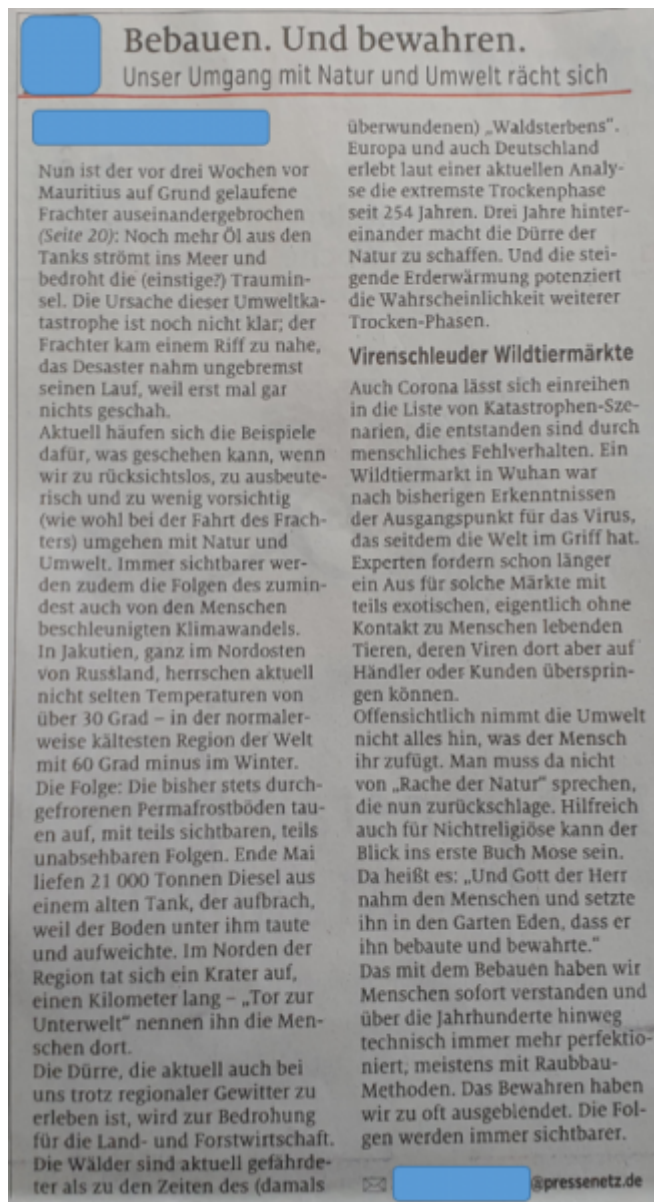 Bebauen. Und bewahren.
Unser Umgang mit Natur und Umwelt rächt sich
Nun ist der vor drei Wochen vor
Mauritius auf Grund gelaufene
Frachter auseinandergebrochen
(Seite 20): Noch mehr Öl aus den
Tanks strömt ins Meer und
bedroht die (einstige?) Traumin-
sel. Die Ursache dieser Umweltka-
tastrophe ist noch nicht klar; der
Frachter kam einem Riff zu nahe,
das Desaster nahm ungebremst
seinen Lauf, weil erst mal gar
nichts geschah.
Aktuell häufen sich die Beispiele
dafür, was geschehen kann, wenn
wir zu rücksichtslos, zu ausbeute-
risch und zu wenig vorsichtig
(wie wohl bei der Fahrt des Frach-
ters) umgehen mit Natur und
Umwelt. Immer sichtbarer wer-
den zudem die Folgen des zumin-
dest auch von den Menschen
beschleunigten Klimawandels.
In Jakutien, ganz im Nordosten
von Russland, herrschen aktuell
nicht selten Temperaturen von
über 30 Grad – in der normaler-
weise kältesten Region der Welt
mit 60 Grad minus im Winter.
Die Folge: Die bisher stets durch-
gefrorenen Permafrostböden tau-
en auf, mit teils sichtbaren, teils
unabsehbaren Folgen. Ende Mai
liefen 21 000 Tonnen Diesel aus
einem alten Tank, der aufbrach,
weil der Boden unter ihm taute
und aufweichte. Im Norden der
Region tat sich ein Krater auf,
einen Kilometer lang – „Tor zur
Unterwelt“ nennen ihn die Men-
schen dort.
Die Dürre, die aktuell auch bei
uns trotz regionaler Gewitter zu
erleben ist, wird zur Bedrohung
für die Land- und Forstwirtschaft.
Die Wälder sind aktuell gefährde-
ter als zu den Zeiten des (damals
überwundenen) „Waldsterbens“.
Europa und auch Deutschland
erlebt laut einer aktuellen Analy-
se die extremste Trockenphase
seit 254 Jahren. Drei Jahre hinter-
einander macht die Dürre der
Natur zu schaffen. Und die stei-
gende Erderwärmung potenziert
die Wahrscheinlichkeit weiterer
Trocken-Phasen.
Virenschleuder Wildtiermärkte
Auch Corona lässt sich einreihen
in die Liste von Katastrophen-Sze-
narien, die entstanden sind durch
menschliches Fehlverhalten. Ein
Wildtiermarkt in Wuhan war
nach bisherigen Erkenntnissen
der Ausgangspunkt für das Virus,
das seitdem die Welt im Griff hat.
Experten fordern schon länger
ein Aus für solche Märkte mit
teils exotischen, eigentlich ohne
Kontakt zu Menschen lebenden
Tieren, deren Viren dort aber auf
Händler oder Kunden übersprin-
gen können.
Offensichtlich nimmt die Umwelt
nicht alles hin, was der Mensch
ihr zufügt. Man muss da nicht
von „Rache der Natur“ sprechen,
die nun zurückschlage. Hilfreich
auch für Nichtreligiöse kann der
Blick ins erste Buch Mose sein.
Da heißt es: „Und Gott der Herr
nahm den Menschen und setzte
ihn in den Garten Eden, dass er
ihn bebaute und bewahrte.“
Das mit dem Bebauen haben wir
Menschen sofort verstanden und
über die Jahrhunderte hinweg
technisch immer mehr perfektio-
niert, meistens mit Raubbau-
Methoden. Das Bewahren haben
wir zu oft ausgeblendet. Die Fol-
gen werden immer sichtbarer.
@pressenetz.de